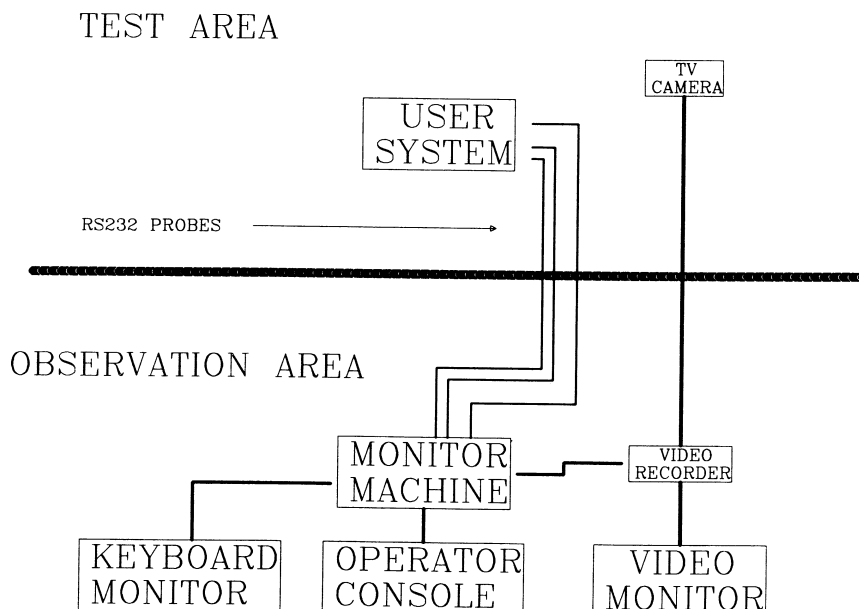 TEST AREA
TV
CAMERA
USER
SYSTEM
RS232 PROBES
OBSERVATION AREA
MONITOR
MACHINE
VIDEO
RECORDER
KEYBOARD
MONITOR
OPERATOR
CONSOLE
VIDEO
MONITOR